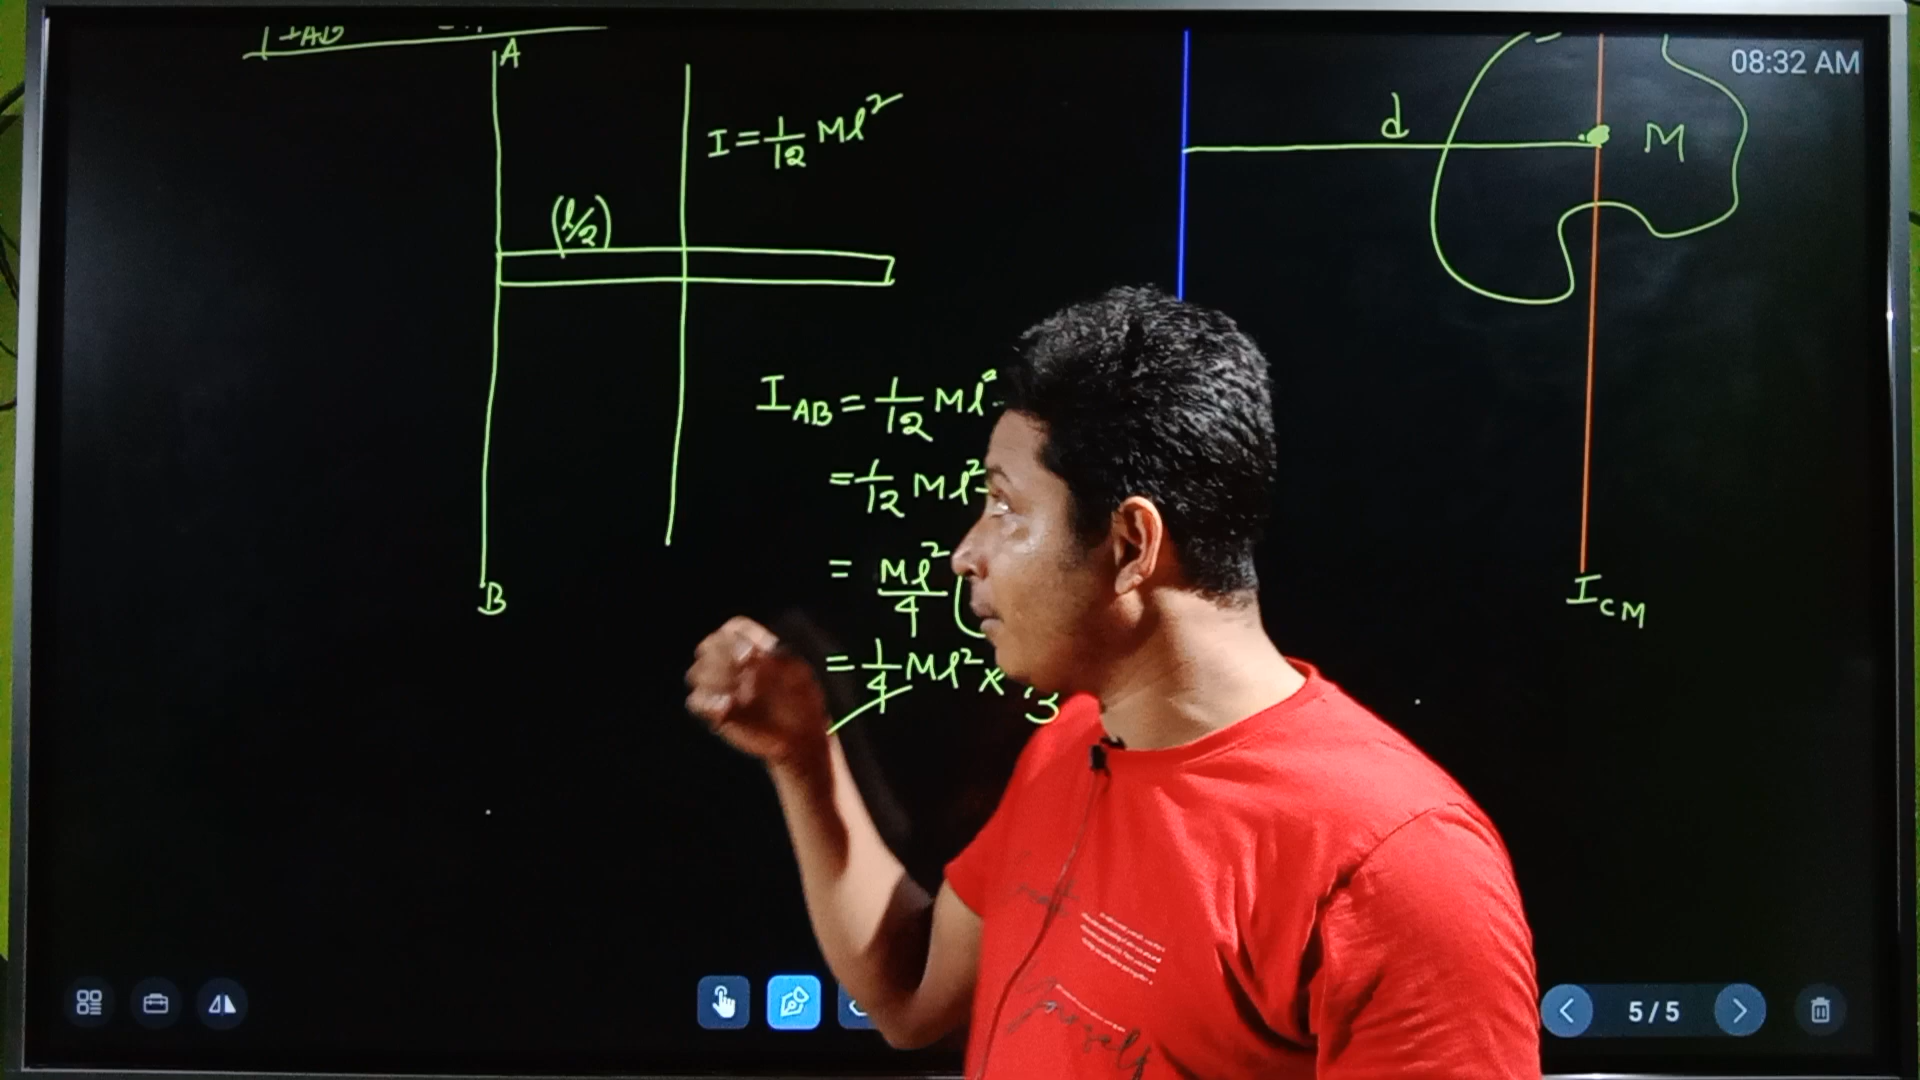 A
08:32 AM
I = 1/12 Ml²
d
M
(l/2)
I_AB = 1/12 Ml²
= 1/12 Ml²
= Ml²/4 (
= 1/4 Ml² ×
3
B
I_CM
5 / 5